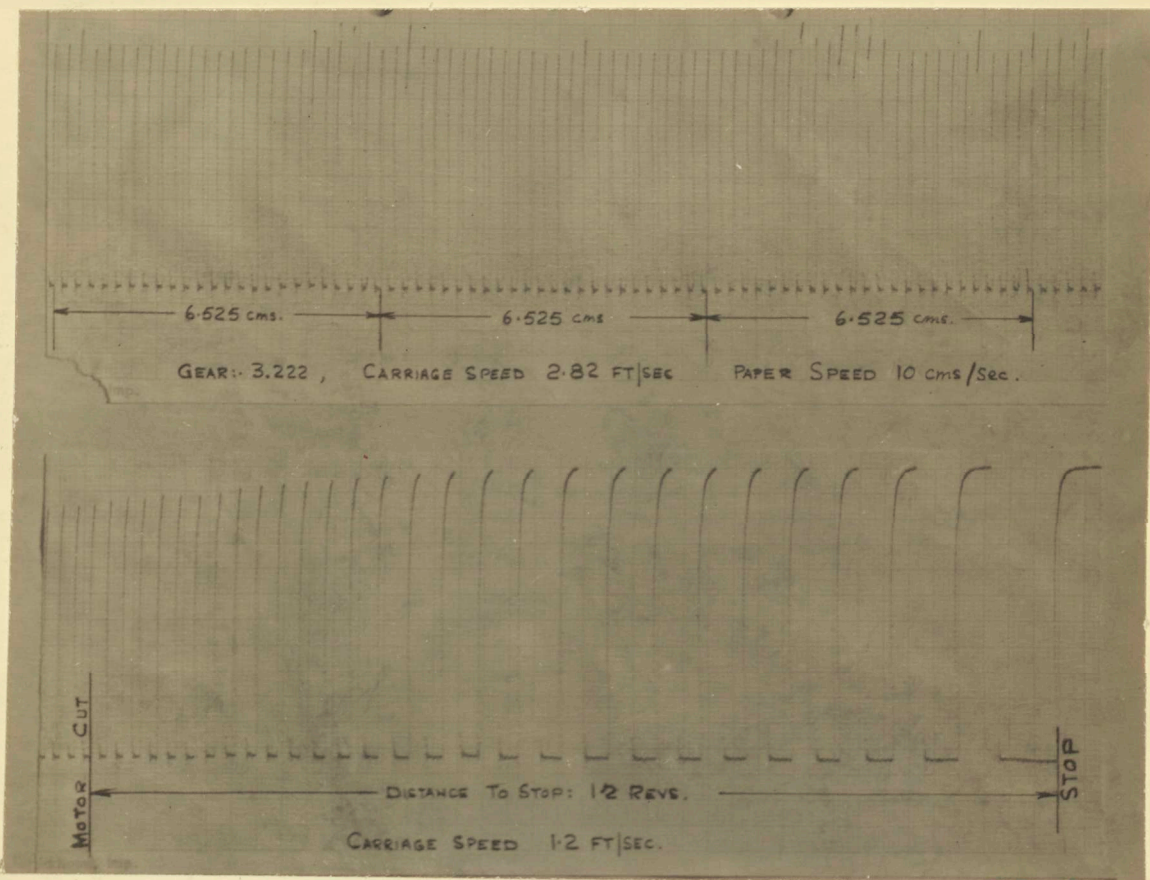 6.525 cms. 6.525 cms 6.525 cms.
GEAR:- 3.222, CARRIAGE SPEED 2.82 FT/SEC PAPER SPEED 10 cms/sec.
MOTOR CUT
DISTANCE TO STOP: 1.2 REVS.
STOP
CARRIAGE SPEED 1.2 FT/SEC.